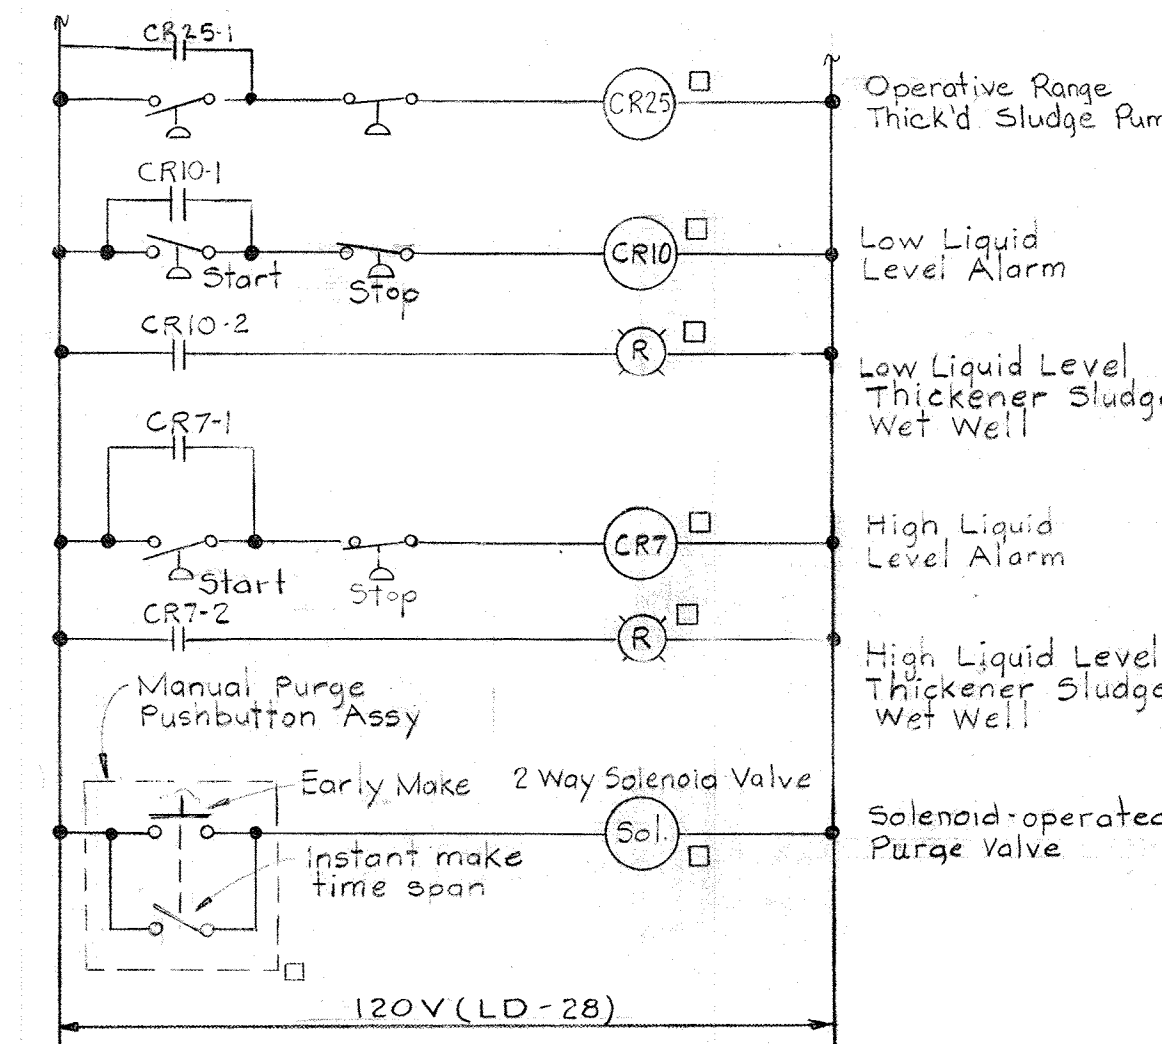 CR25-1
CR25
Operative Range
Thick'd Sludge
CR10-1
Start
Stop
CR10
Low Liquid
Level Alarm
CR10-2
R
Low Liquid Level
Thickener Sludge
Wet Well
CR7-1
Start
Stop
CR7
High Liquid
Level Alarm
CR7-2
R
High Liquid Level
Thickener Sludge
Wet Well
Manual Purge
Pushbutton Assy
Early Make
2 Way Solenoid Valve
Sol.
Solenoid-operated
Purge Valve
Instant make
time span
120V (LD-28)